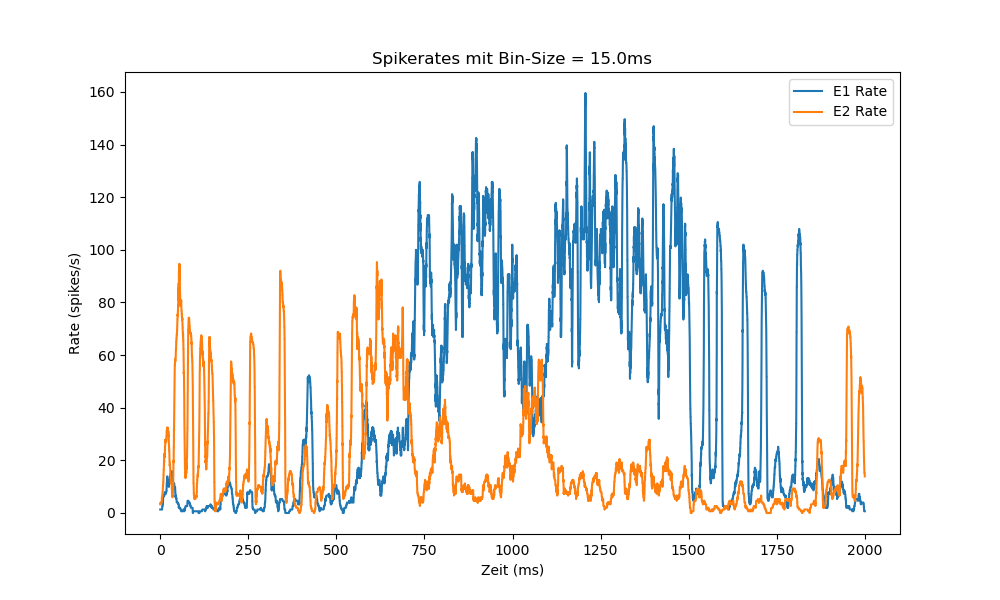 Spikerates mit Bin-Size = 15.0ms
E1 Rate
E2 Rate
Rate (spikes/s)
160
140
120
100
80
60
40
20
0
0 250 500 750 1000 1250 1500 1750 2000
Zeit (ms)